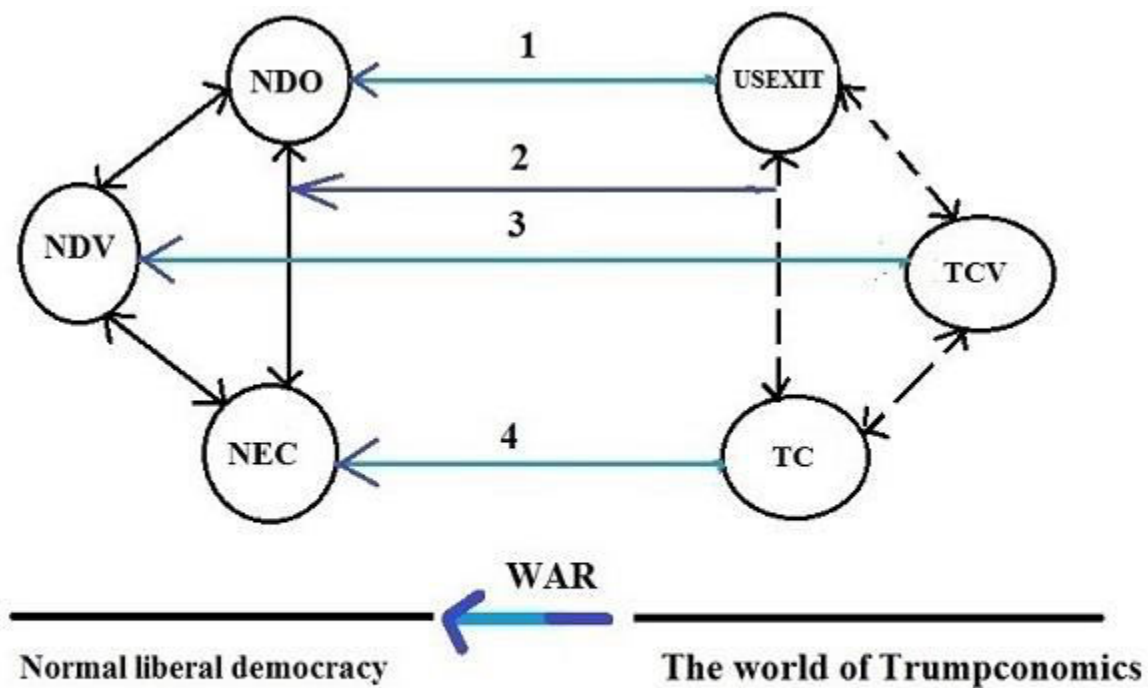 1
NDO
USEXIT
2
3
NDV
TCV
4
NEC
TC
WAR
Normal liberal democracy
The world of Trumpconomics